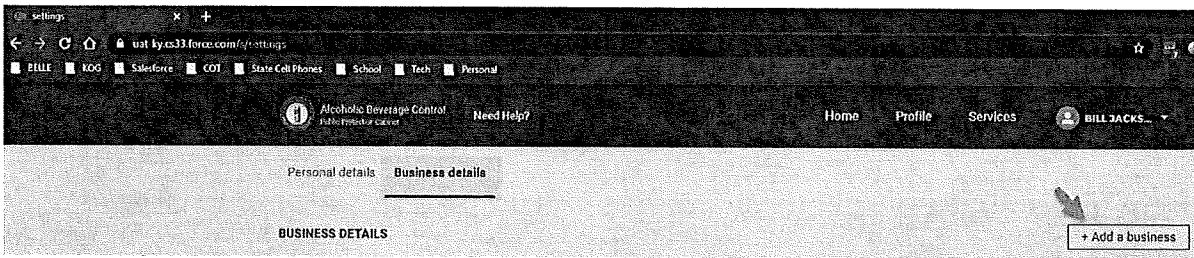 settings
uat-ky.cs33.force.com/s/settings
BELLE KOG Salesforce COT State Cell Phones School Tech Personal
Alcoholic Beverage Control
Public Protection Cabinet
Need Help?
Home Profile Services BILL JACKS...
Personal details Business details
BUSINESS DETAILS
+ Add a business